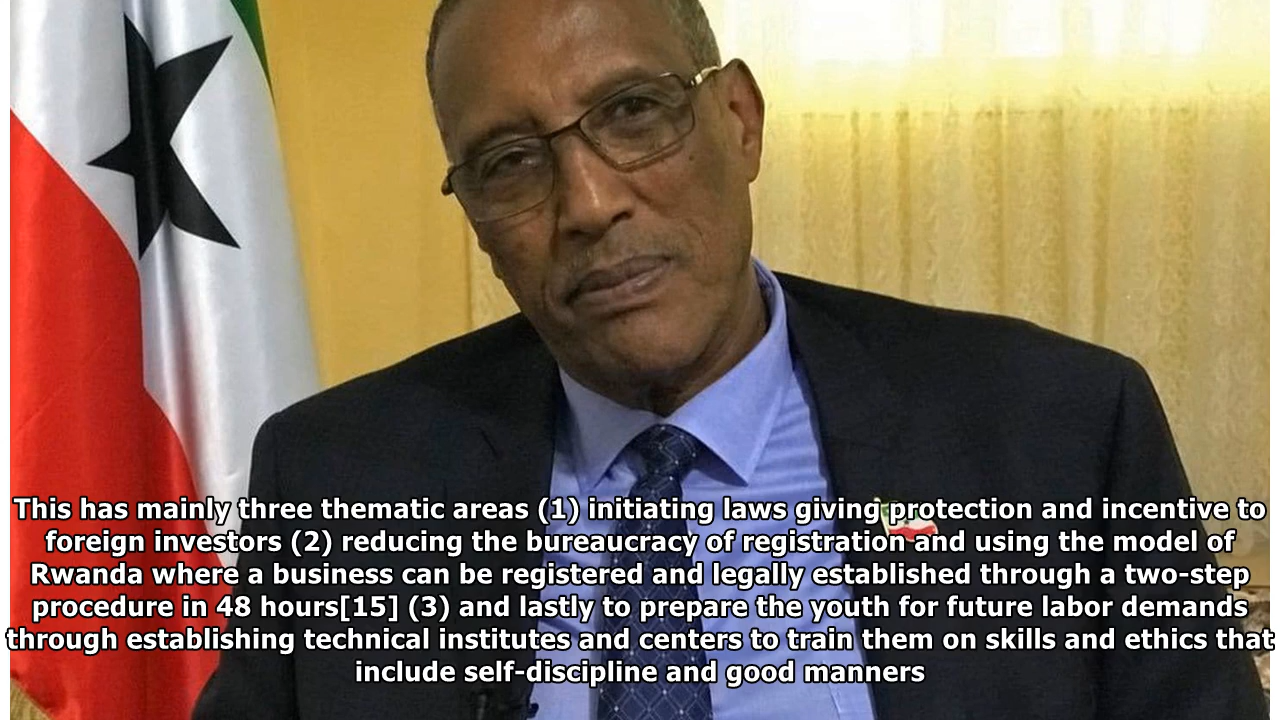 This has mainly three thematic areas (1) initiating laws giving protection and incentive to
foreign investors (2) reducing the bureaucracy of registration and using the model of
Rwanda where a business can be registered and legally established through a two-step
procedure in 48 hours[15] (3) and lastly to prepare the youth for future labor demands
through establishing technical institutes and centers to train them on skills and ethics that
include self-discipline and good manners